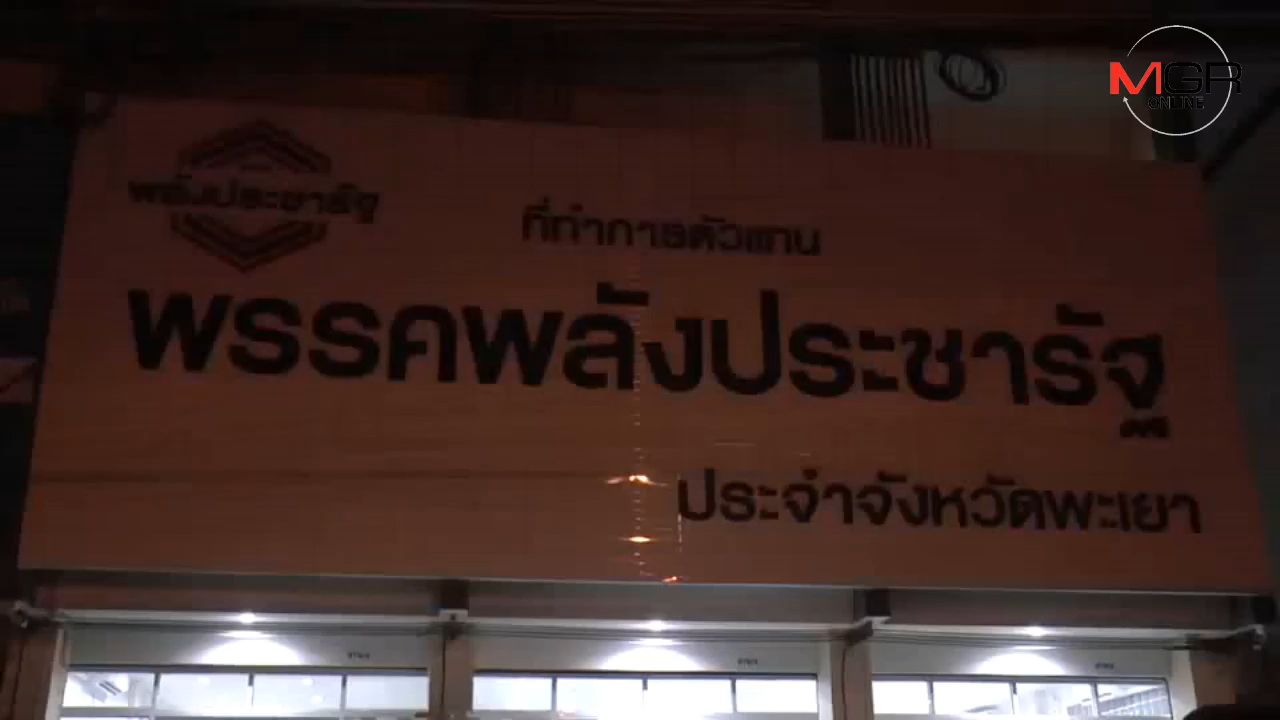 MGR
ONLINE
พลังประชารัฐ
ที่ทำการตัวแทน
พรรคพลังประชารัฐ
ประจำจังหวัดพะเยา